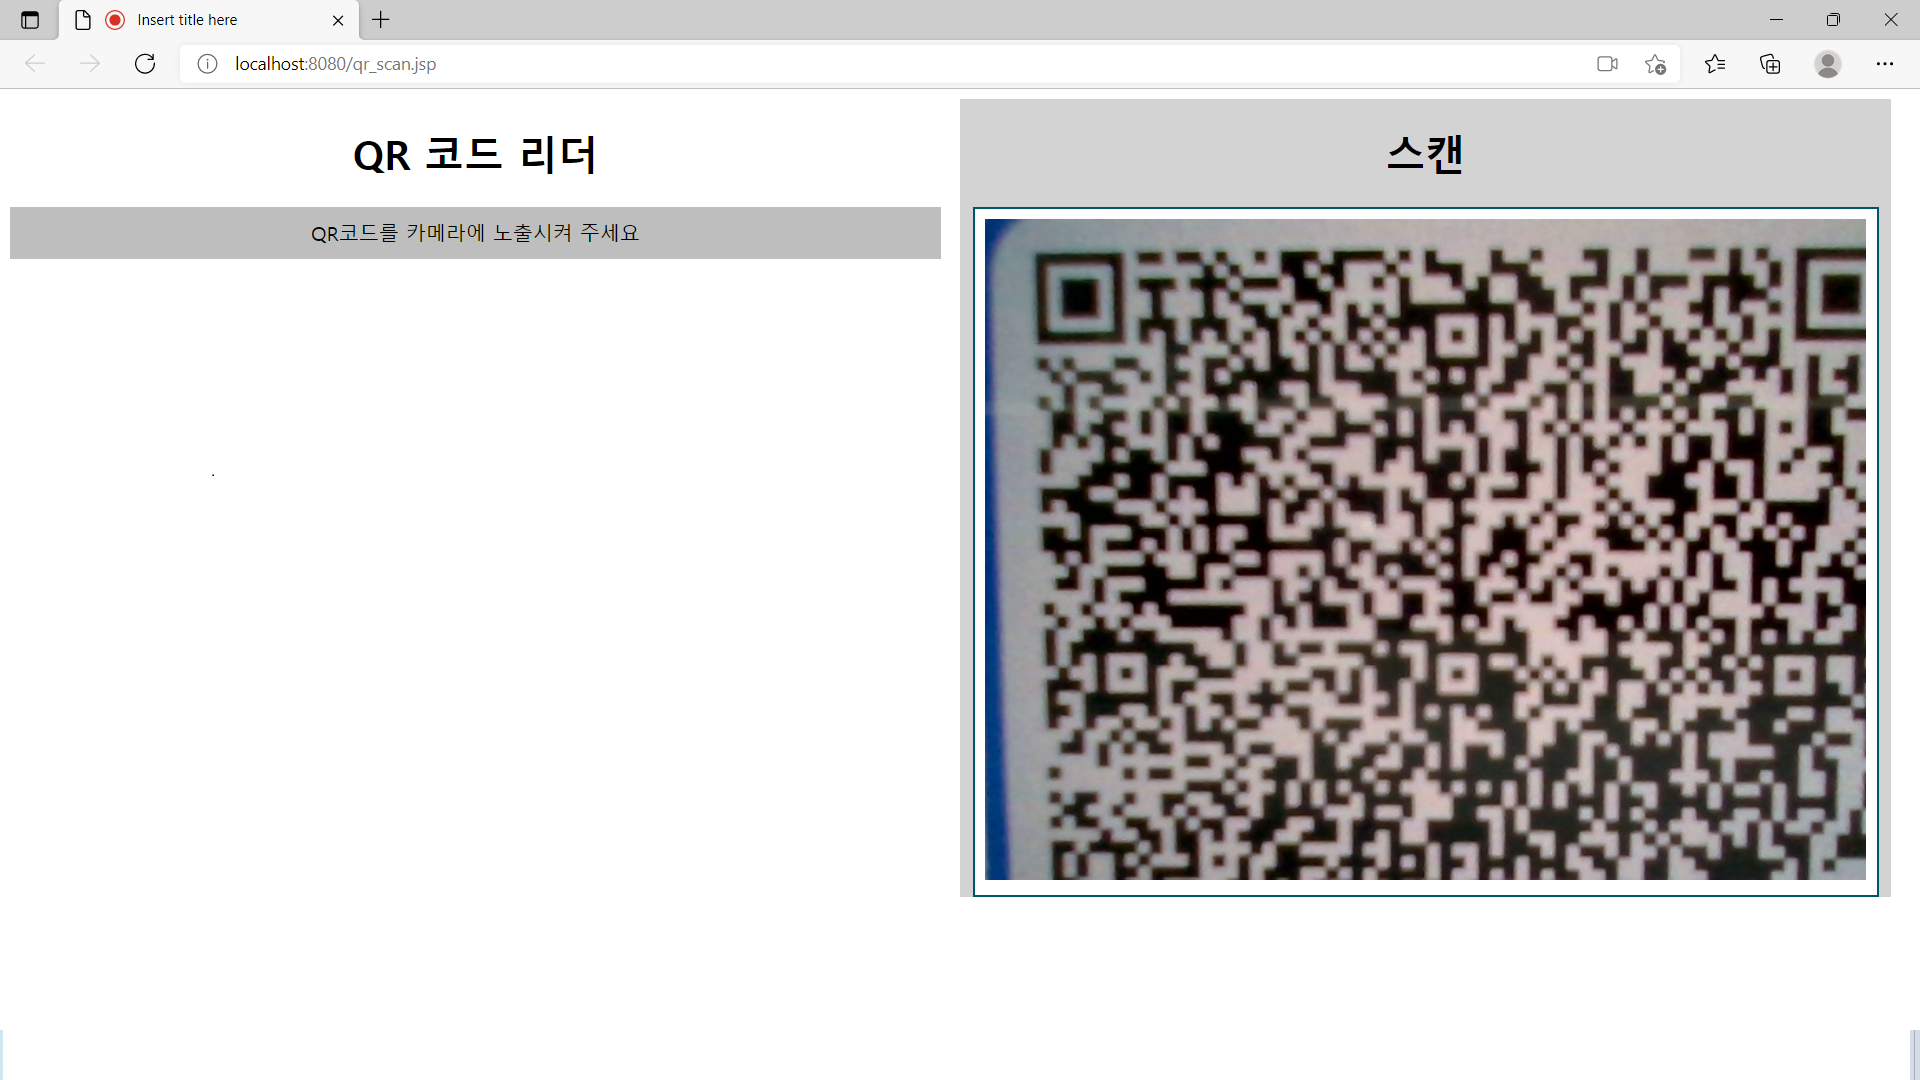 Insert title here
localhost:8080/qr_scan.jsp
QR 코드 리더
QR코드를 카메라에 노출시켜 주세요
스캔